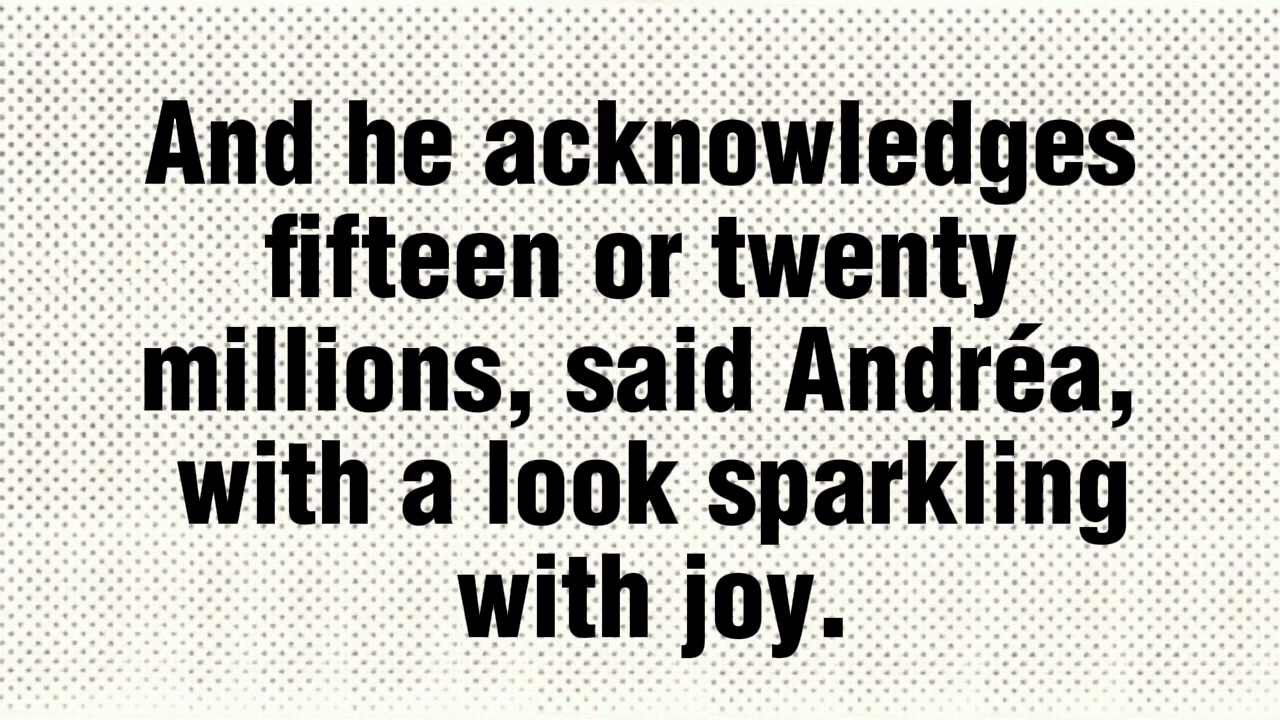 And he acknowledges
fifteen or twenty
millions, said Andréa,
with a look sparkling
with joy.